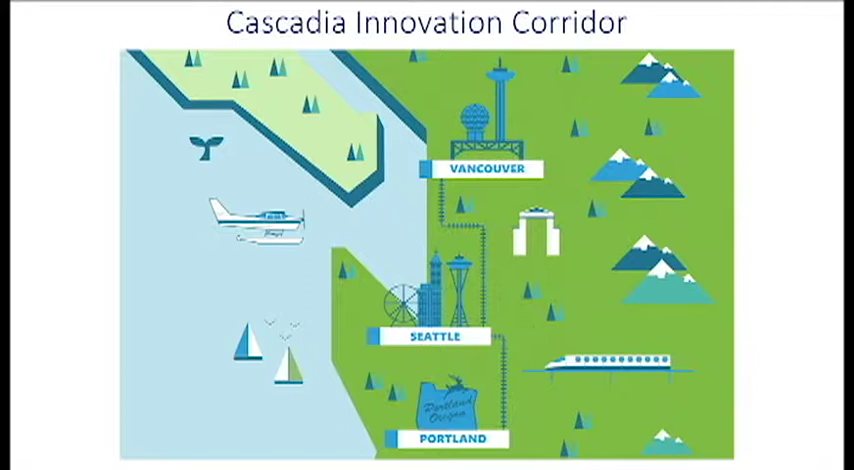 Cascadia Innovation Corridor
VANCOUVER
SEATTLE
Portland
Oregon
PORTLAND